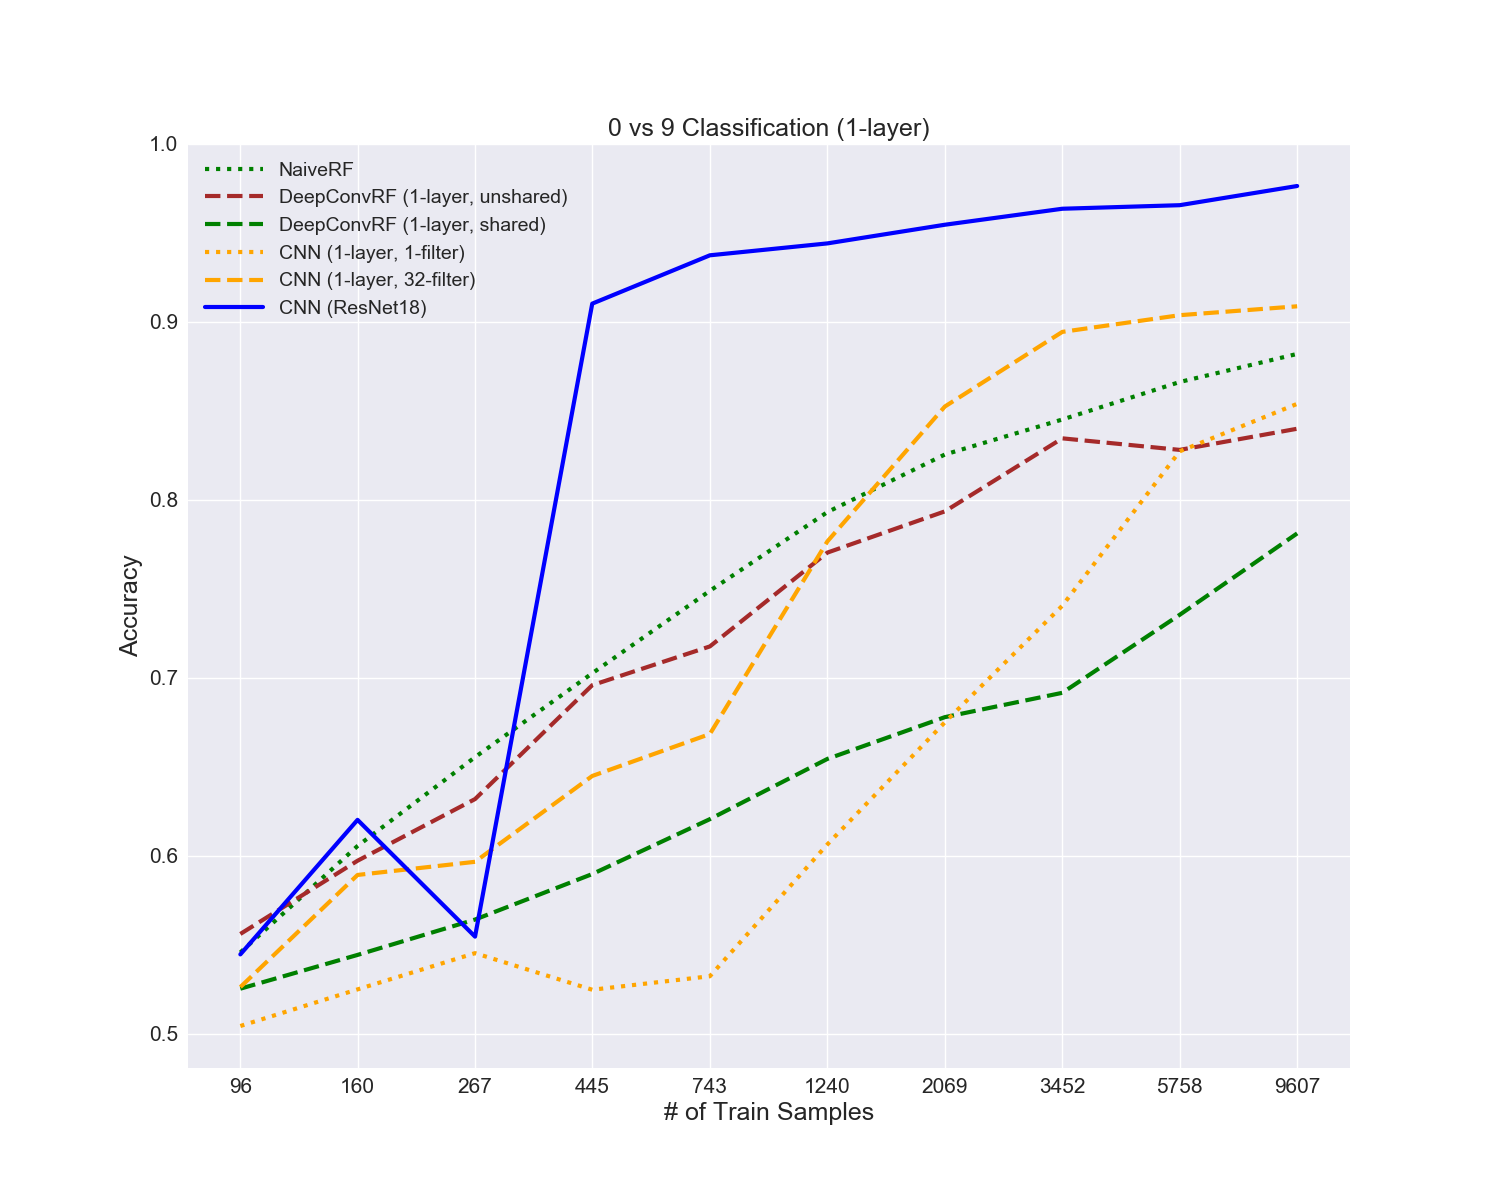 0 vs 9 Classification (1-layer)
1.0
0.9
0.8
0.7
0.6
0.5
Accuracy
NaiveRF
DeepConvRF (1-layer, unshared)
DeepConvRF (1-layer, shared)
CNN (1-layer, 1-filter)
CNN (1-layer, 32-filter)
CNN (ResNet18)
96 160 267 445 743 1240 2069 3452 5758 9607
# of Train Samples